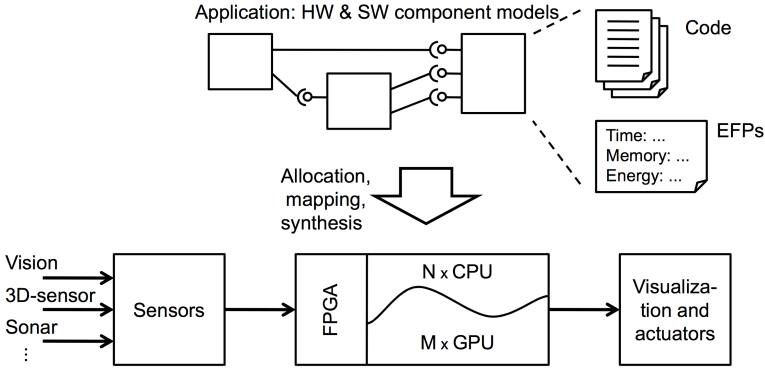 Application: HW & SW component models
Code
EFPs
Time: ...
Memory: ...
Energy: ...
Allocation,
mapping,
synthesis
Vision
3D-sensor
Sonar
...
Sensors
FPGA
N x CPU
M x GPU
Visualiza-
tion and
actuators